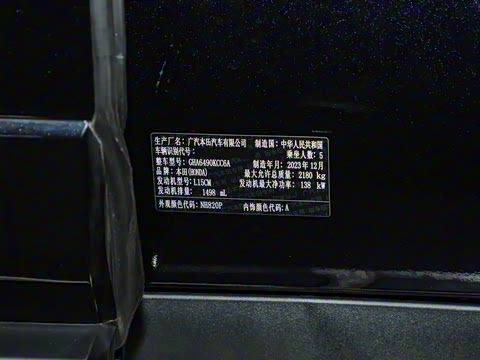 生产厂名：广汽本田汽车有限公司 制造国：中华人民共和国
车辆识别代号： 乘坐人数：5
整车型号：GHA6490KCC6A 制造年月：2023年12月
品牌：本田(HONDA) 最大允许总质量：2180 kg
发动机型号：L15CM 发动机最大净功率：138 kW
发动机排量：1498 mL
外观颜色代码：NH820P 内饰颜色代码：A